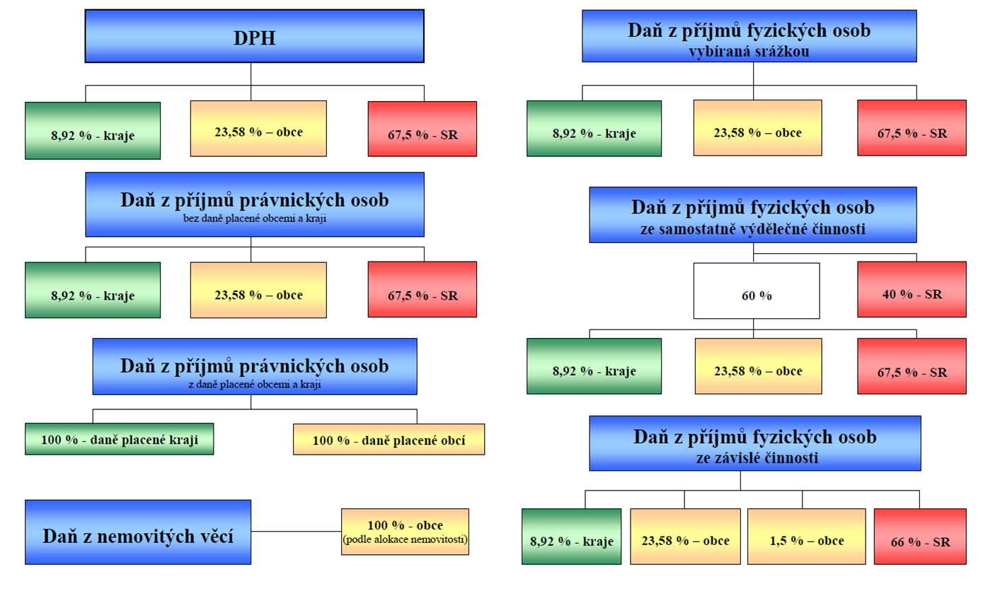 DPH
8,92 % - kraje
23,58 % – obce
67,5 % - SR
Daň z příjmů právnických osob
bez daně placené obcemi a kraji
8,92 % - kraje
23,58 % – obce
67,5 % - SR
Daň z příjmů právnických osob
z daně placené obcemi a kraji
100 % - daně placené kraji
100 % - daně placené obcí
Daň z nemovitých věcí
100 % - obce
(podle alokace nemovitosti)
Daň z příjmů fyzických osob
vybíraná srážkou
8,92 % - kraje
23,58 % – obce
67,5 % - SR
Daň z příjmů fyzických osob
ze samostatně výdělečné činnosti
60 %
40 % - SR
8,92 % - kraje
23,58 % – obce
67,5 % - SR
Daň z příjmů fyzických osob
ze závislé činnosti
8,92 % - kraje
23,58 % – obce
1,5 % – obce
66 % - SR